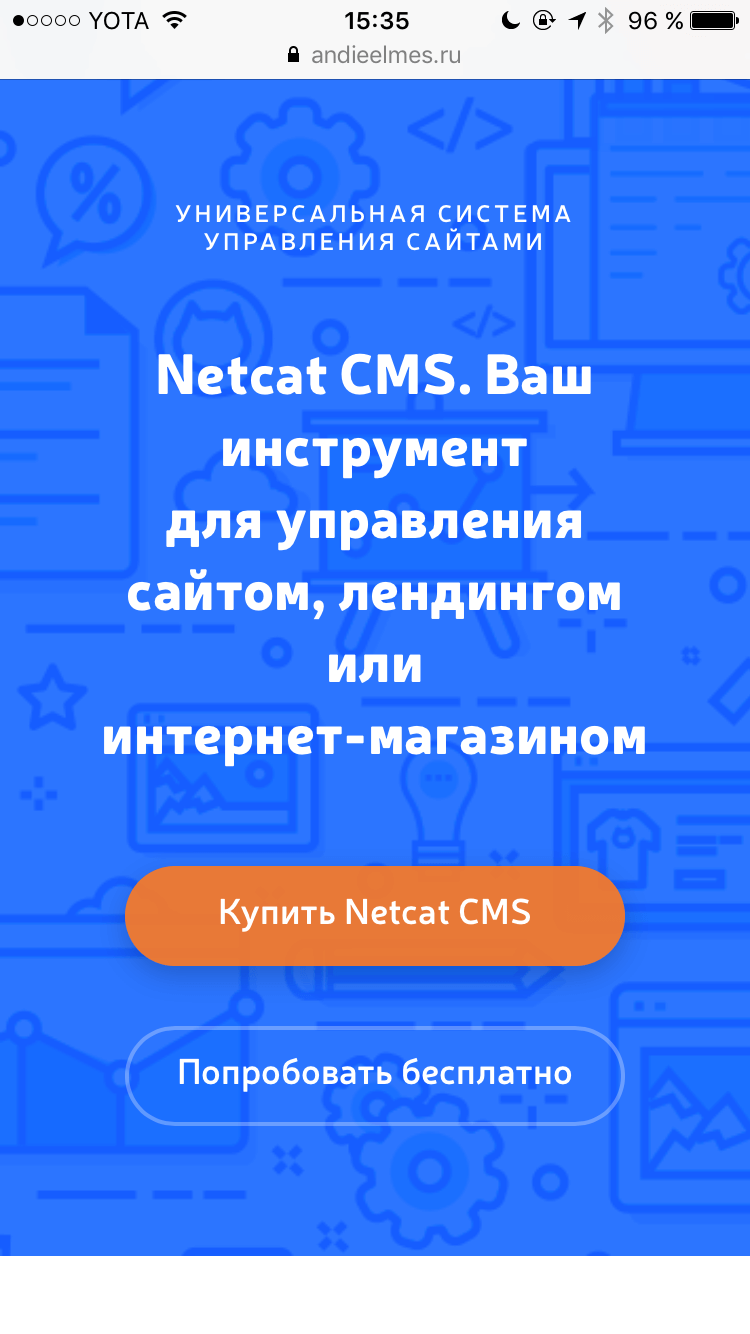 YOTA 15:35 96 %
andieelmes.ru
УНИВЕРСАЛЬНАЯ СИСТЕМА
УПРАВЛЕНИЯ САЙТАМИ
Netcat CMS. Ваш
инструмент
для управления
сайтом, лендингом
или
интернет-магазином
Купить Netcat CMS
Попробовать бесплатно